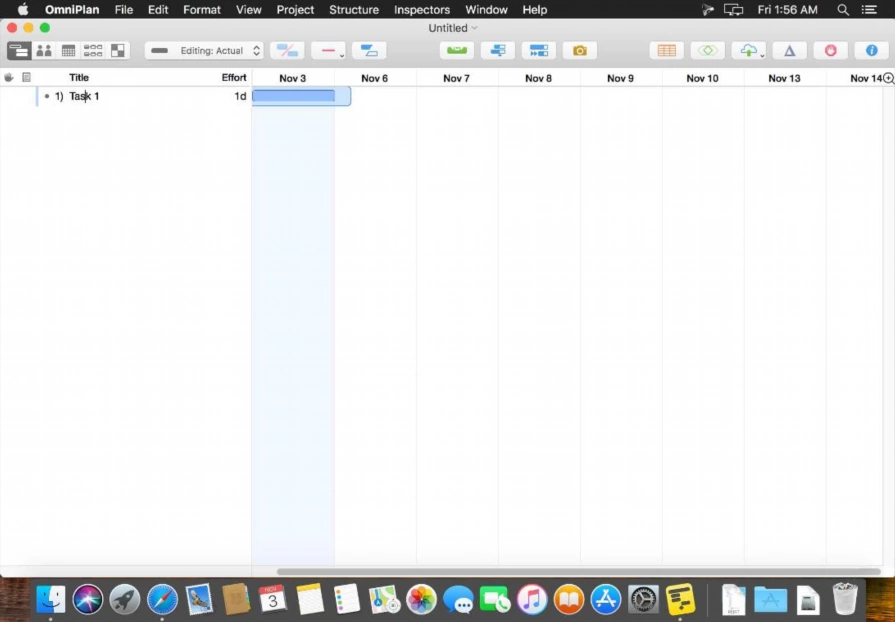 OmniPlan File Edit Format View Project Structure Inspectors Window Help Fri 1:56 AM
Untitled
Editing: Actual
Title Effort Nov 3 Nov 6 Nov 7 Nov 8 Nov 9 Nov 10 Nov 13 Nov 14
1) Task 1 1d
NOV
3